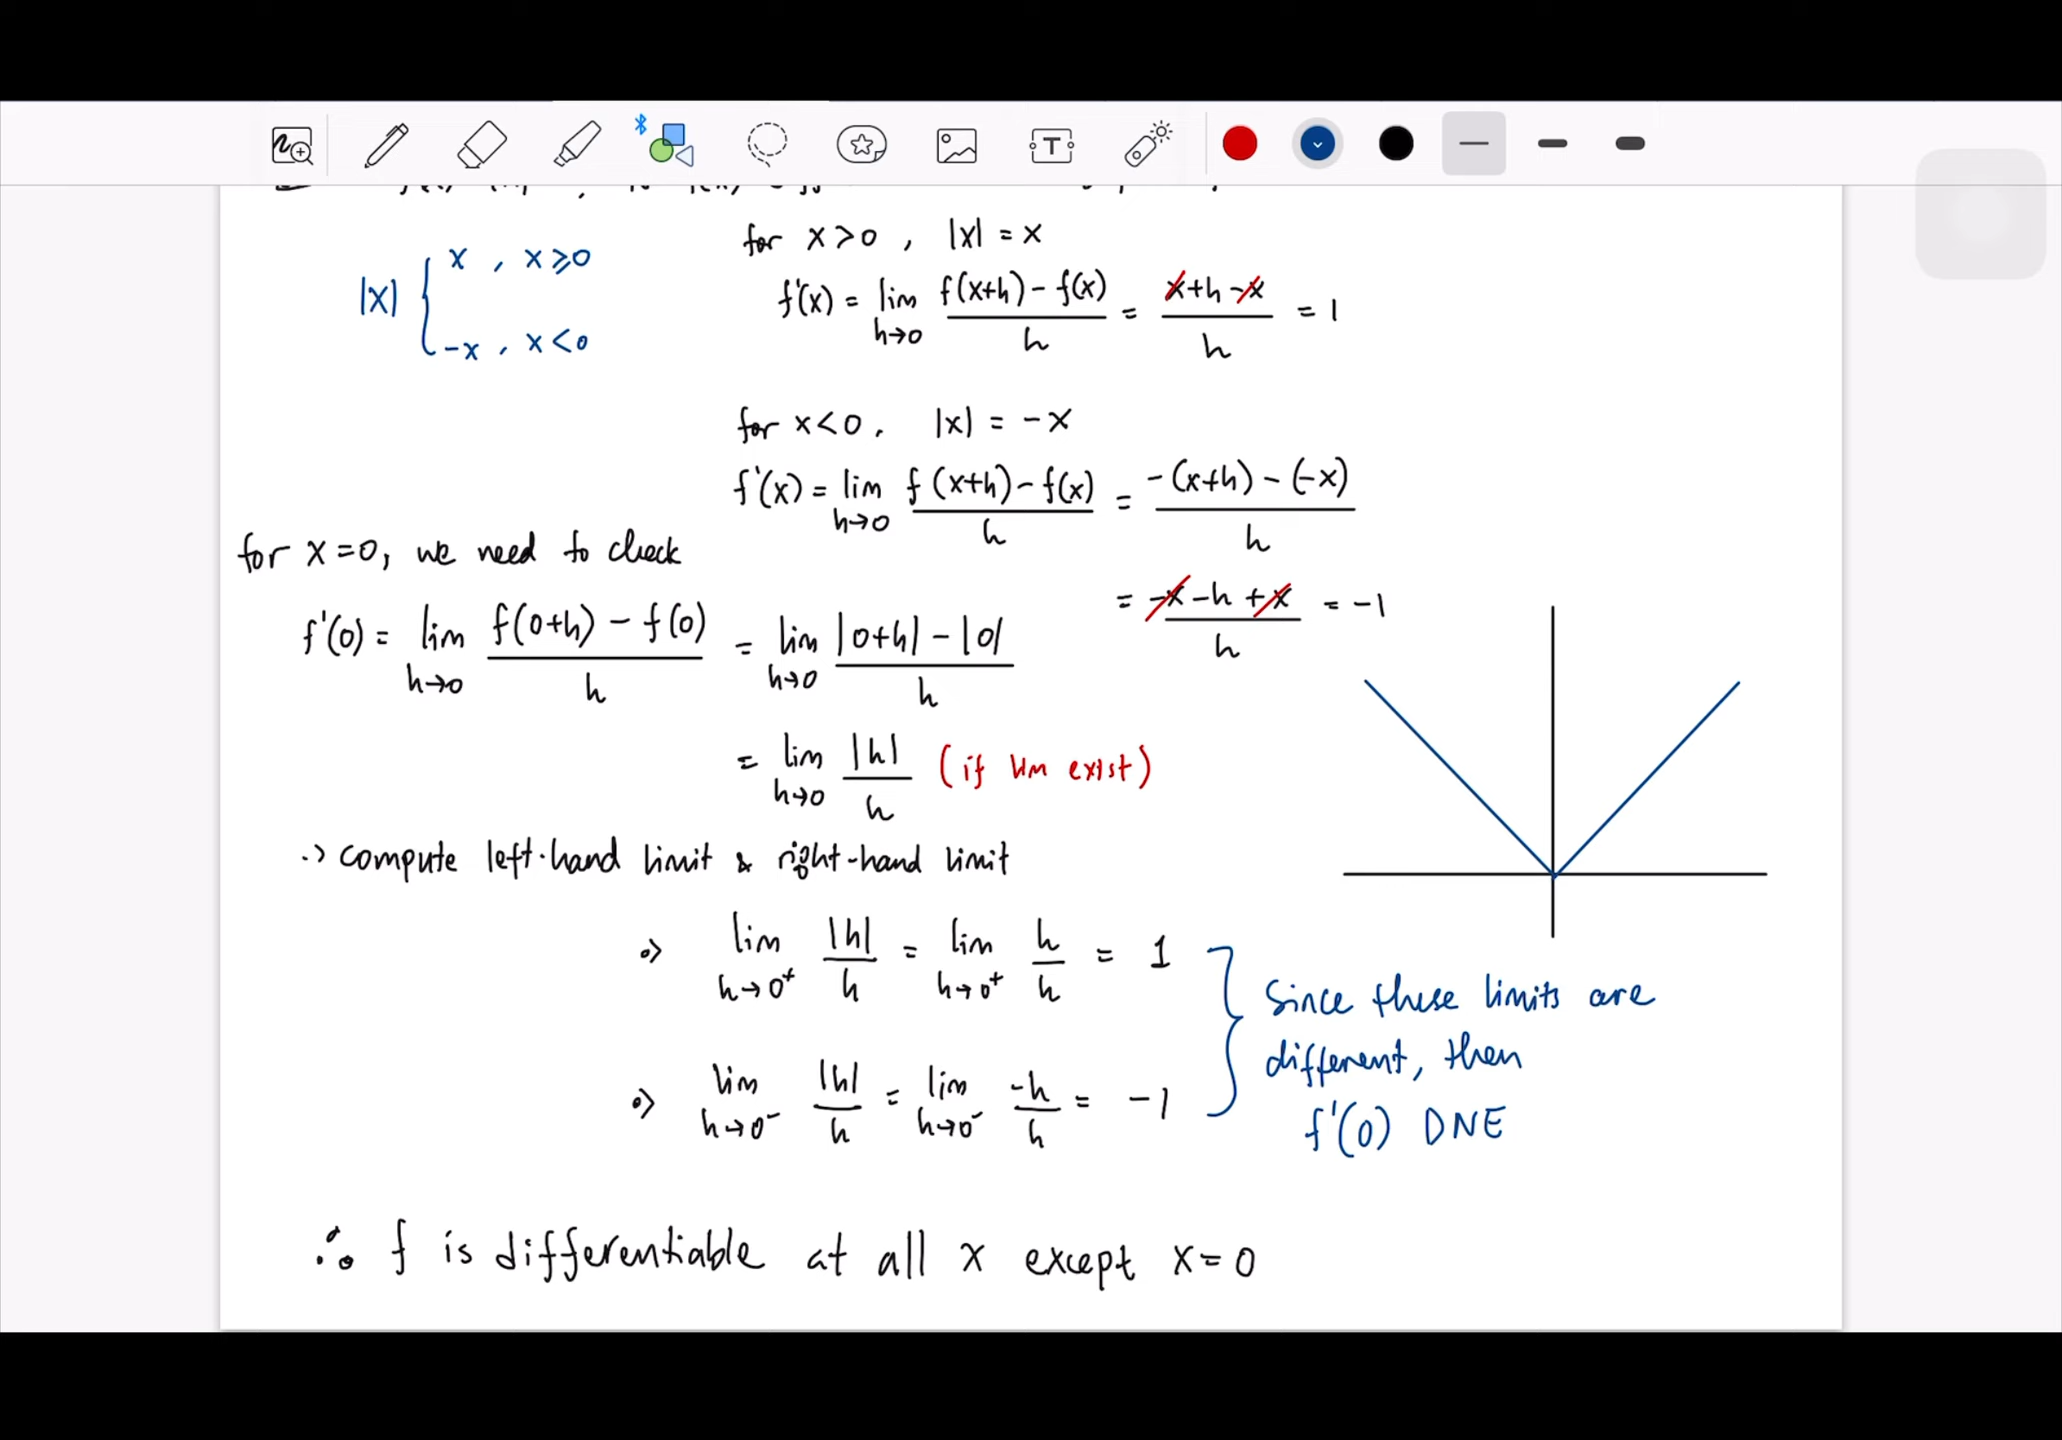 for x>0 , |x| = x
|x| { x , x≥0
-x , x<0
f'(x) = lim h→0 f(x+h) - f(x) / h = x+h-x / h = 1
for x<0 , |x| = -x
f'(x) = lim h→0 f(x+h) - f(x) / h = -(x+h) - (-x) / h
= -x-h+x / h = -1
for x=0, we need to check
f'(0) = lim h→0 f(0+h) - f(0) / h = lim h→0 |0+h| - |0| / h
= lim h→0 |h| / h (if lim exist)
∴> compute left-hand limit & right-hand limit
=> lim h→0⁺ |h| / h = lim h→0⁺ h / h = 1
=> lim h→0⁻ |h| / h = lim h→0⁻ -h / h = -1
Since these limits are
different, then
f'(0) DNE
∴ f is differentiable at all x except x=0
T